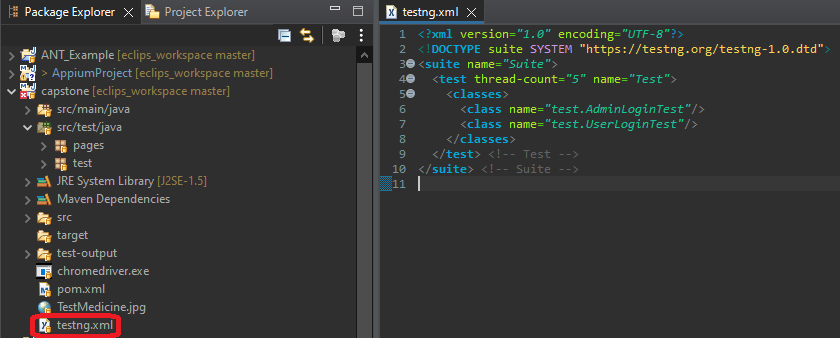 Package Explorer
Project Explorer
ANT_Example [eclips_workspace master]
> AppiumProject [eclips_workspace master]
capstone [eclips_workspace master]
src/main/java
src/test/java
pages
test
JRE System Library [J2SE-1.5]
Maven Dependencies
src
target
test-output
chromedriver.exe
pom.xml
TestMedicine.jpg
testng.xml
testng.xml
1 <?xml version="1.0" encoding="UTF-8"?>
2 <!DOCTYPE suite SYSTEM "https://testng.org/testng-1.0.dtd">
3 <suite name="Suite">
4 <test thread-count="5" name="Test">
5 <classes>
6 <class name="test.AdminLoginTest"/>
7 <class name="test.UserLoginTest"/>
8 </classes>
9 </test> <!-- Test -->
10 </suite> <!-- Suite -->
11